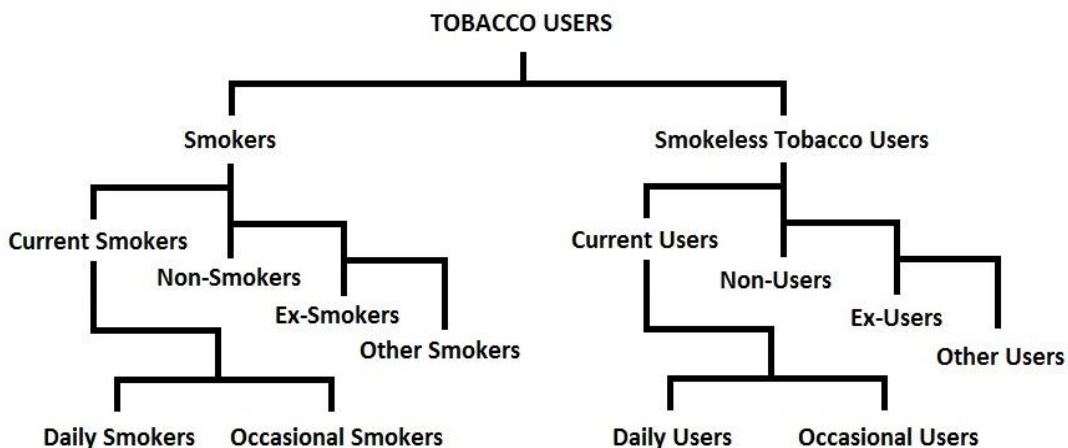 TOBACCO USERS
Smokers
Smokeless Tobacco Users
Current Smokers
Non-Smokers
Ex-Smokers
Other Smokers
Current Users
Non-Users
Ex-Users
Other Users
Daily Smokers
Occasional Smokers
Daily Users
Occasional Users